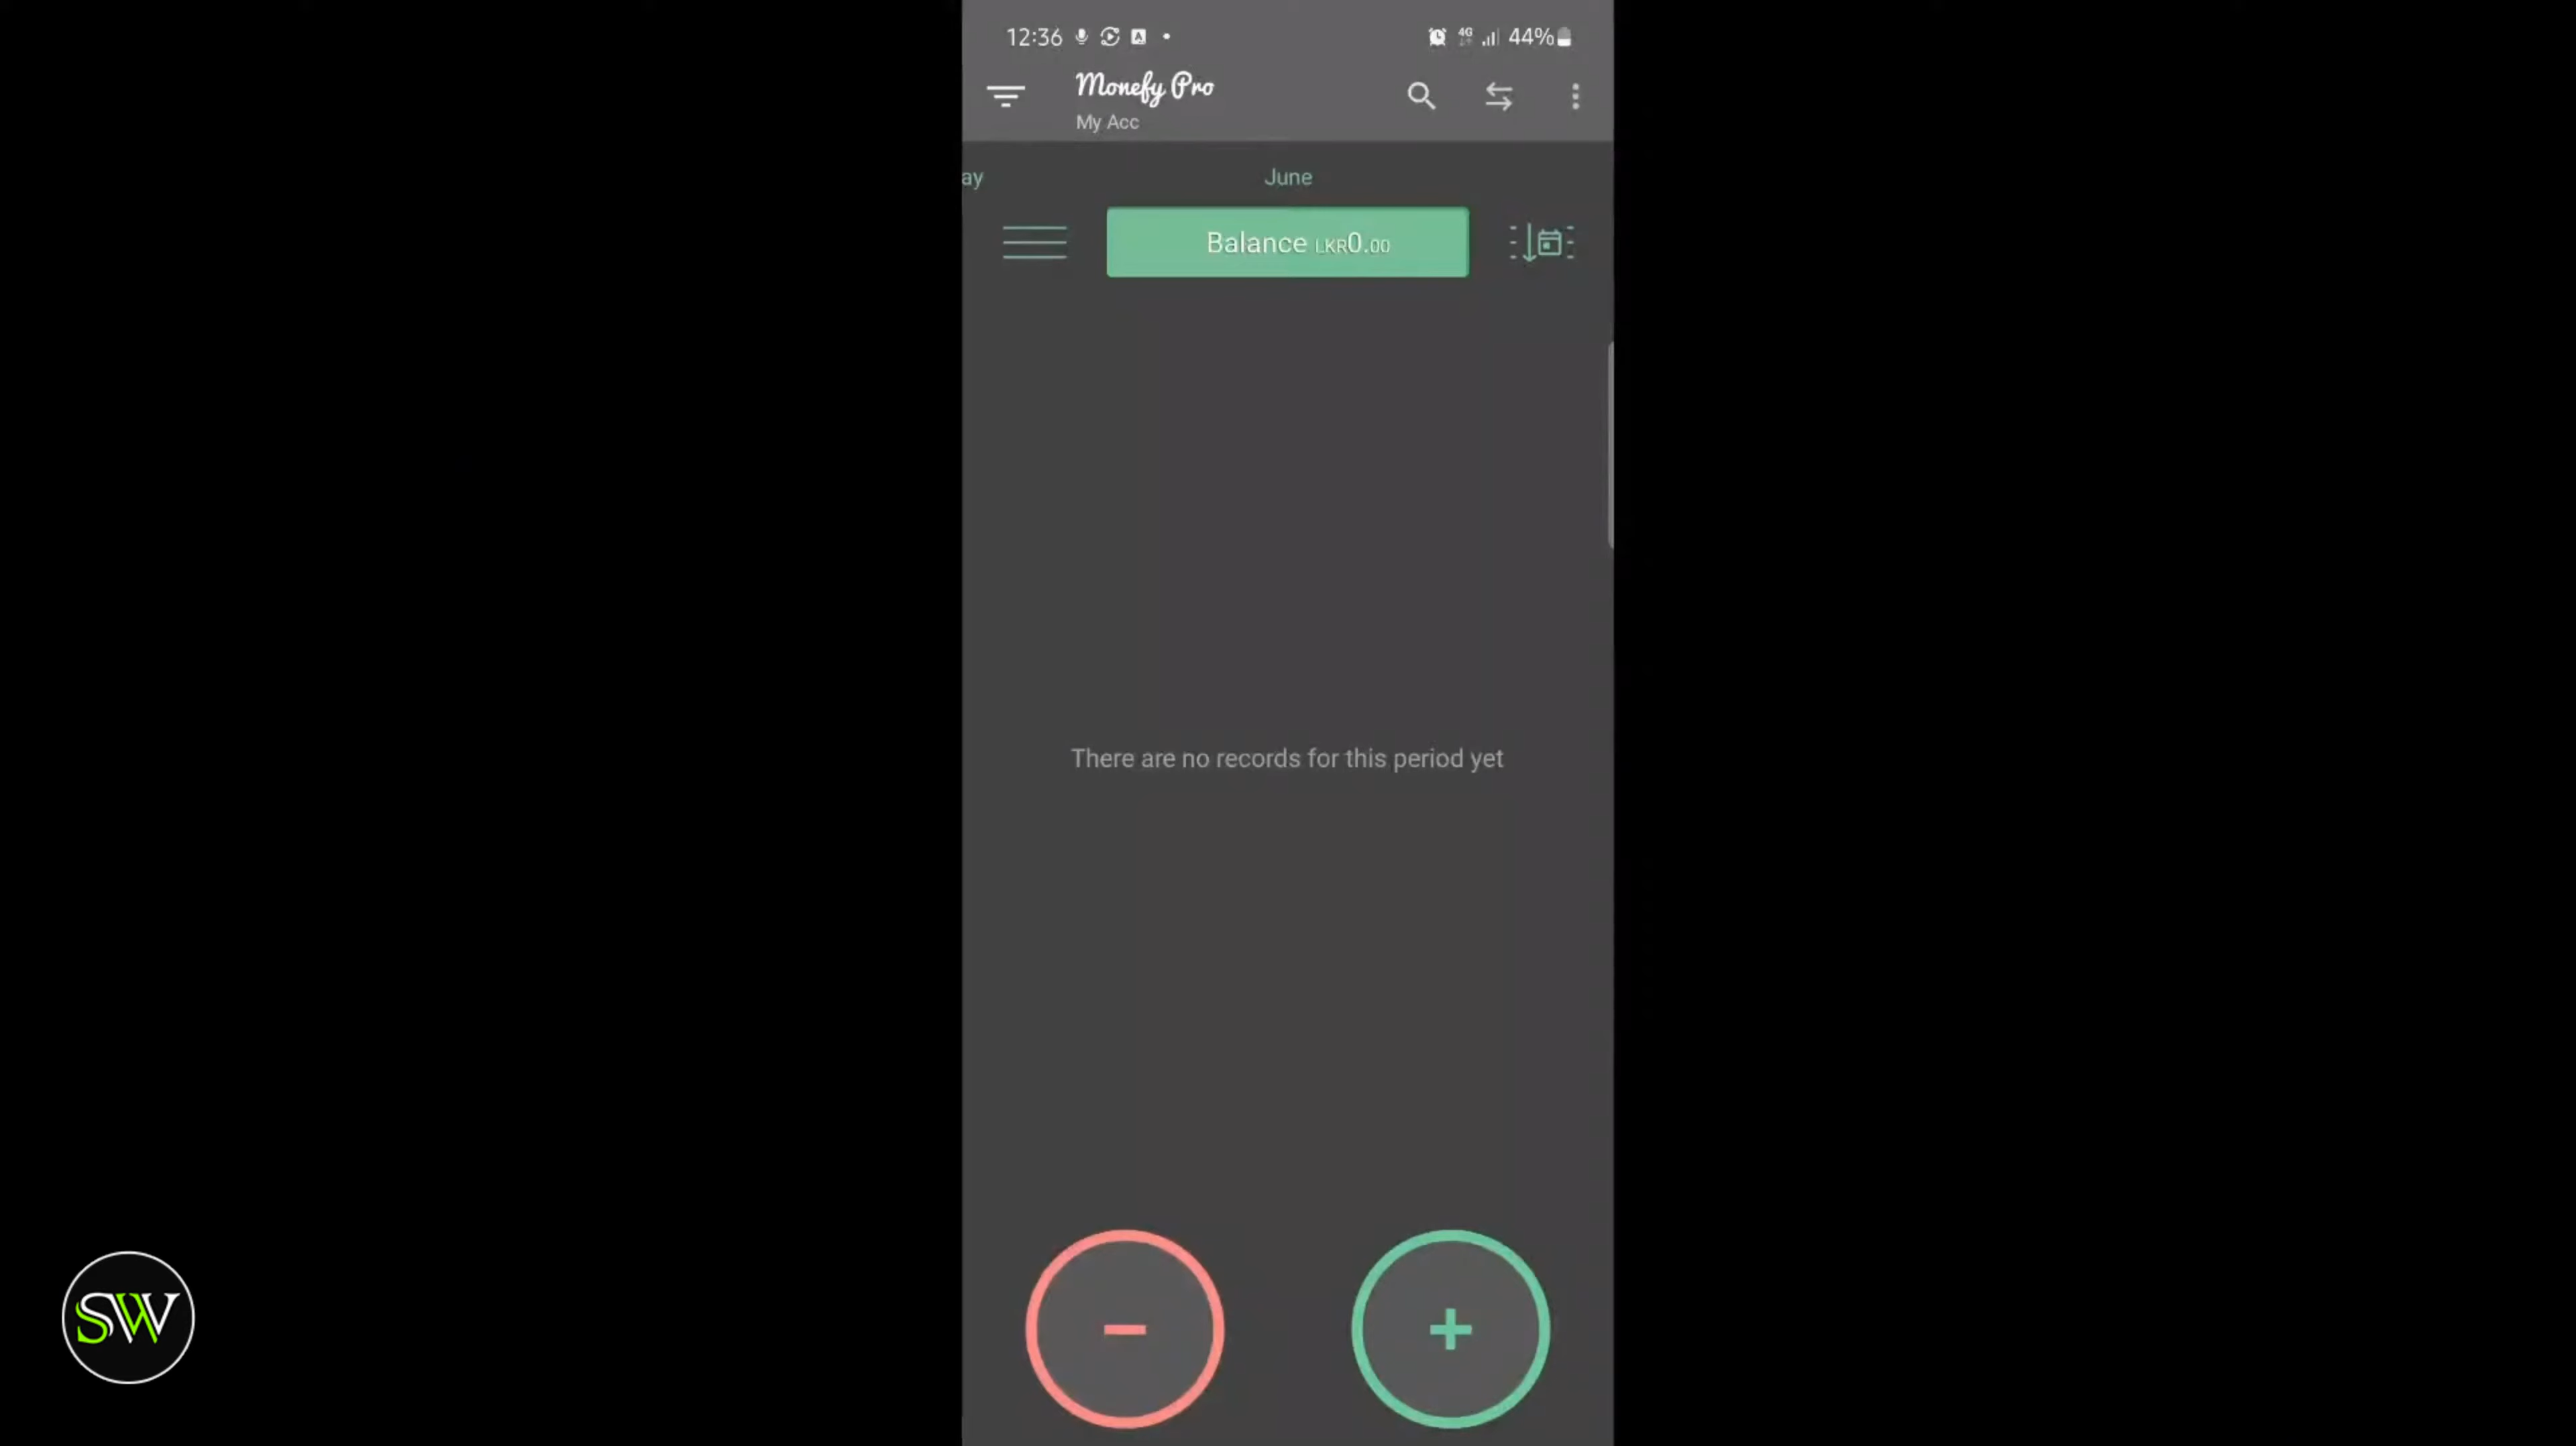 12:36 4G 44%
Monefy Pro
My Acc
ay June
Balance LKR0.00
There are no records for this period yet
SW